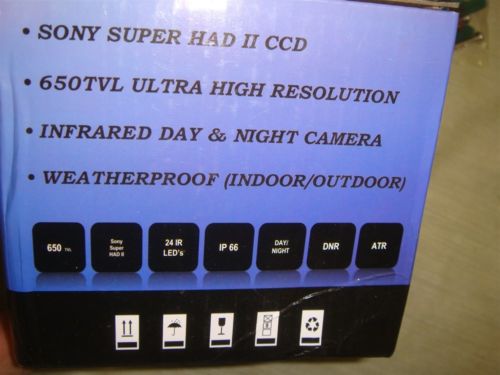 • SONY SUPER HAD II CCD
• 650TVL ULTRA HIGH RESOLUTION
• INFRARED DAY & NIGHT CAMERA
• WEATHERPROOF (INDOOR/OUTDOOR)
650 TVL
Sony
Super
HAD II
24 IR
LED's
IP 66
DAY/
NIGHT
DNR
ATR